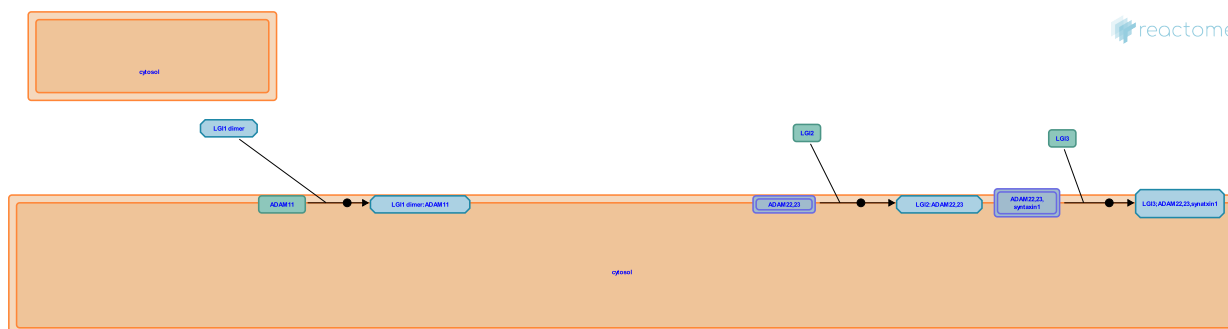 reactome
cytosol
LGI1 dimer
LGI2
LGI3
ADAM11
LGI1 dimer:ADAM11
ADAM22,23
LGI2:ADAM22,23
ADAM22,23,
syntaxin1
LGI3;ADAM22,23,synatxin1
cytosol